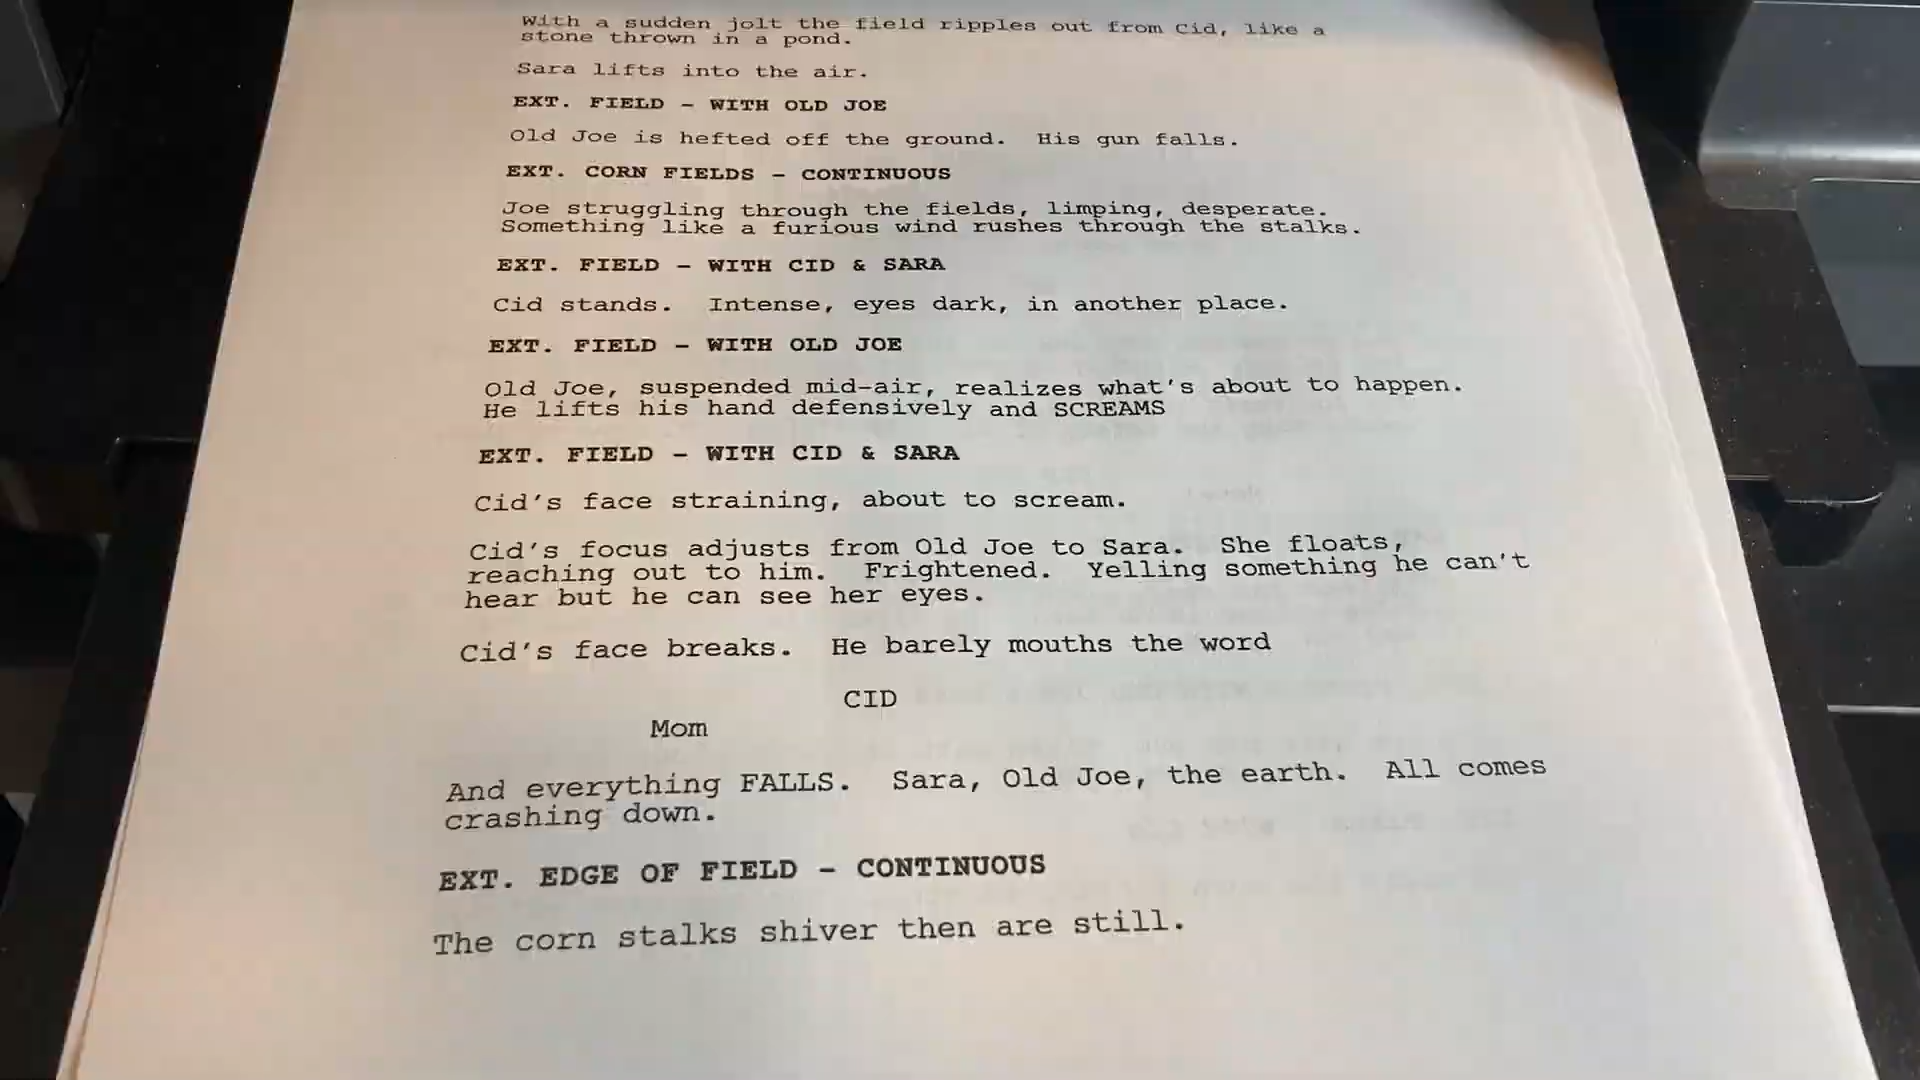 With a sudden jolt the field ripples out from Cid, like a
stone thrown in a pond.
Sara lifts into the air.
EXT. FIELD - WITH OLD JOE
Old Joe is hefted off the ground. His gun falls.
EXT. CORN FIELDS - CONTINUOUS
Joe struggling through the fields, limping, desperate.
Something like a furious wind rushes through the stalks.
EXT. FIELD - WITH CID & SARA
Cid stands. Intense, eyes dark, in another place.
EXT. FIELD - WITH OLD JOE
Old Joe, suspended mid-air, realizes what's about to happen.
He lifts his hand defensively and SCREAMS
EXT. FIELD - WITH CID & SARA
Cid's face straining, about to scream.
Cid's focus adjusts from Old Joe to Sara. She floats,
reaching out to him. Frightened. Yelling something he can't
hear but he can see her eyes.
Cid's face breaks. He barely mouths the word
CID
Mom
And everything FALLS. Sara, Old Joe, the earth. All comes
crashing down.
EXT. EDGE OF FIELD - CONTINUOUS
The corn stalks shiver then are still.